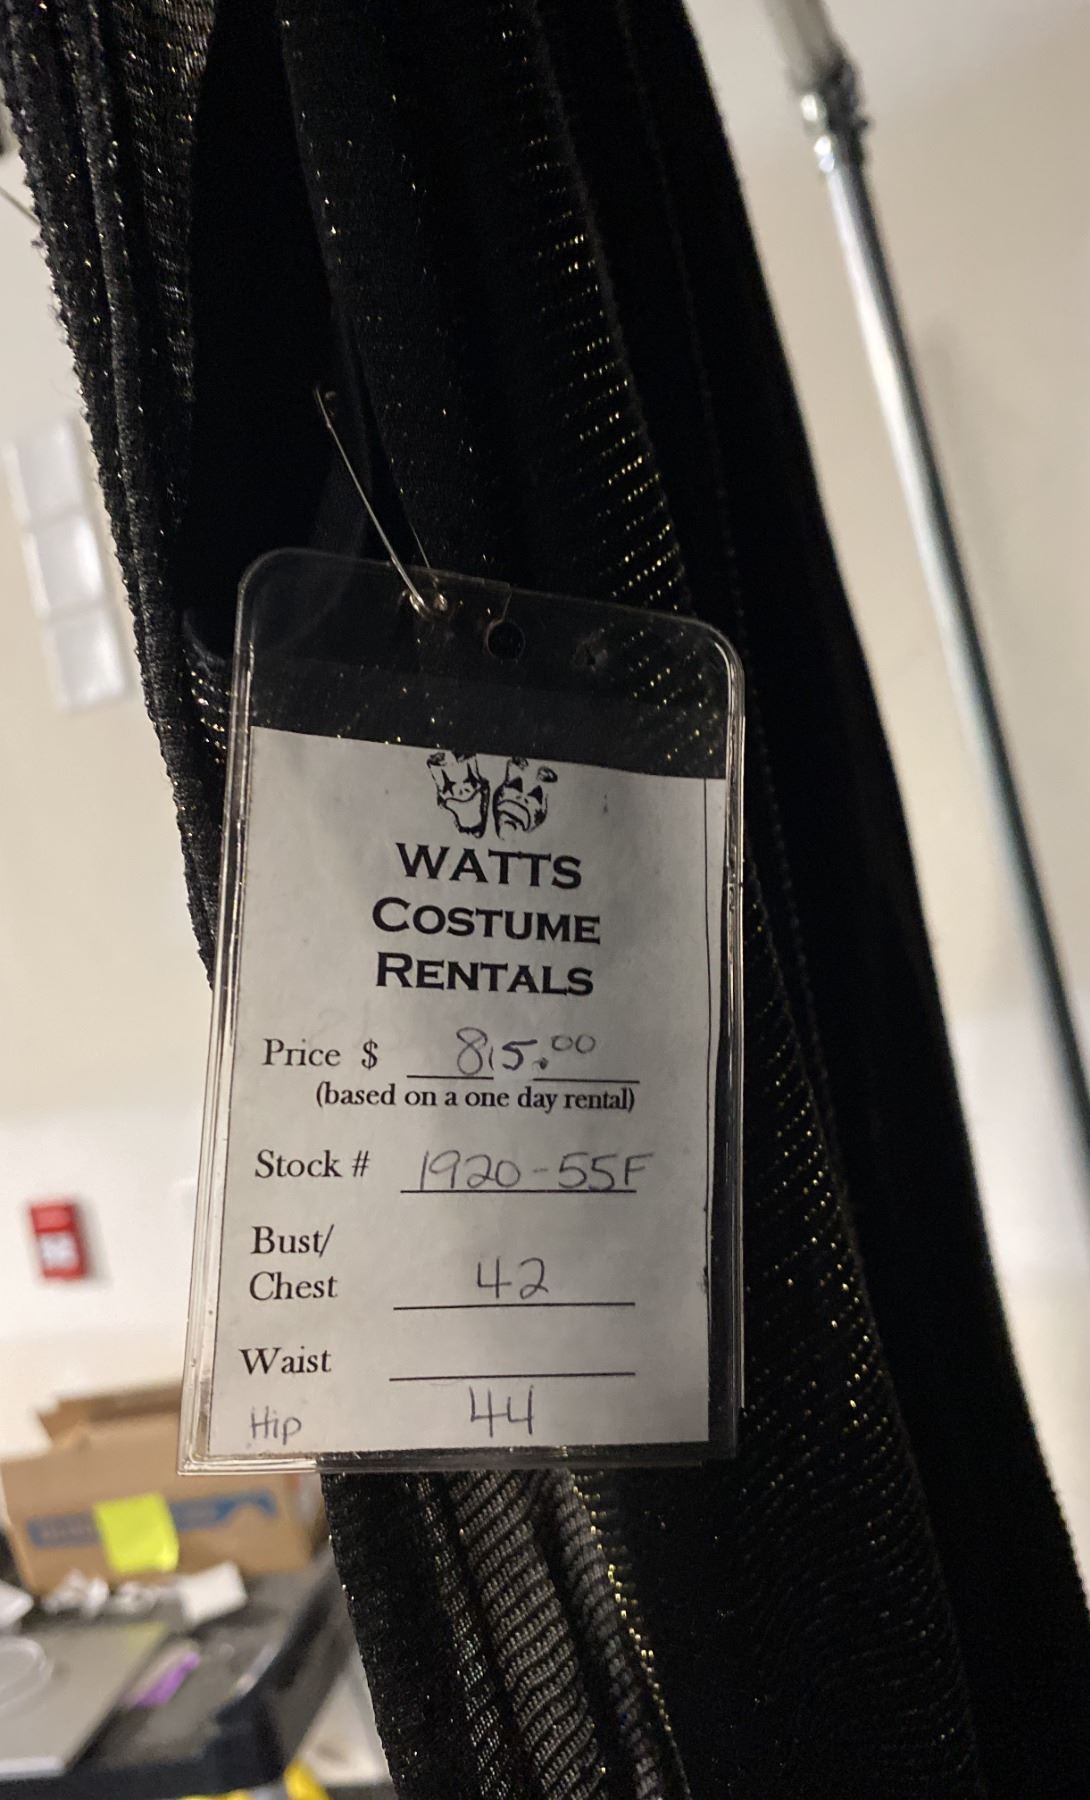 WATTS
COSTUME
RENTALS
Price $ 85.00
(based on a one day rental)
Stock # 1920-55F
Bust/
Chest 42
Waist
Hip 44